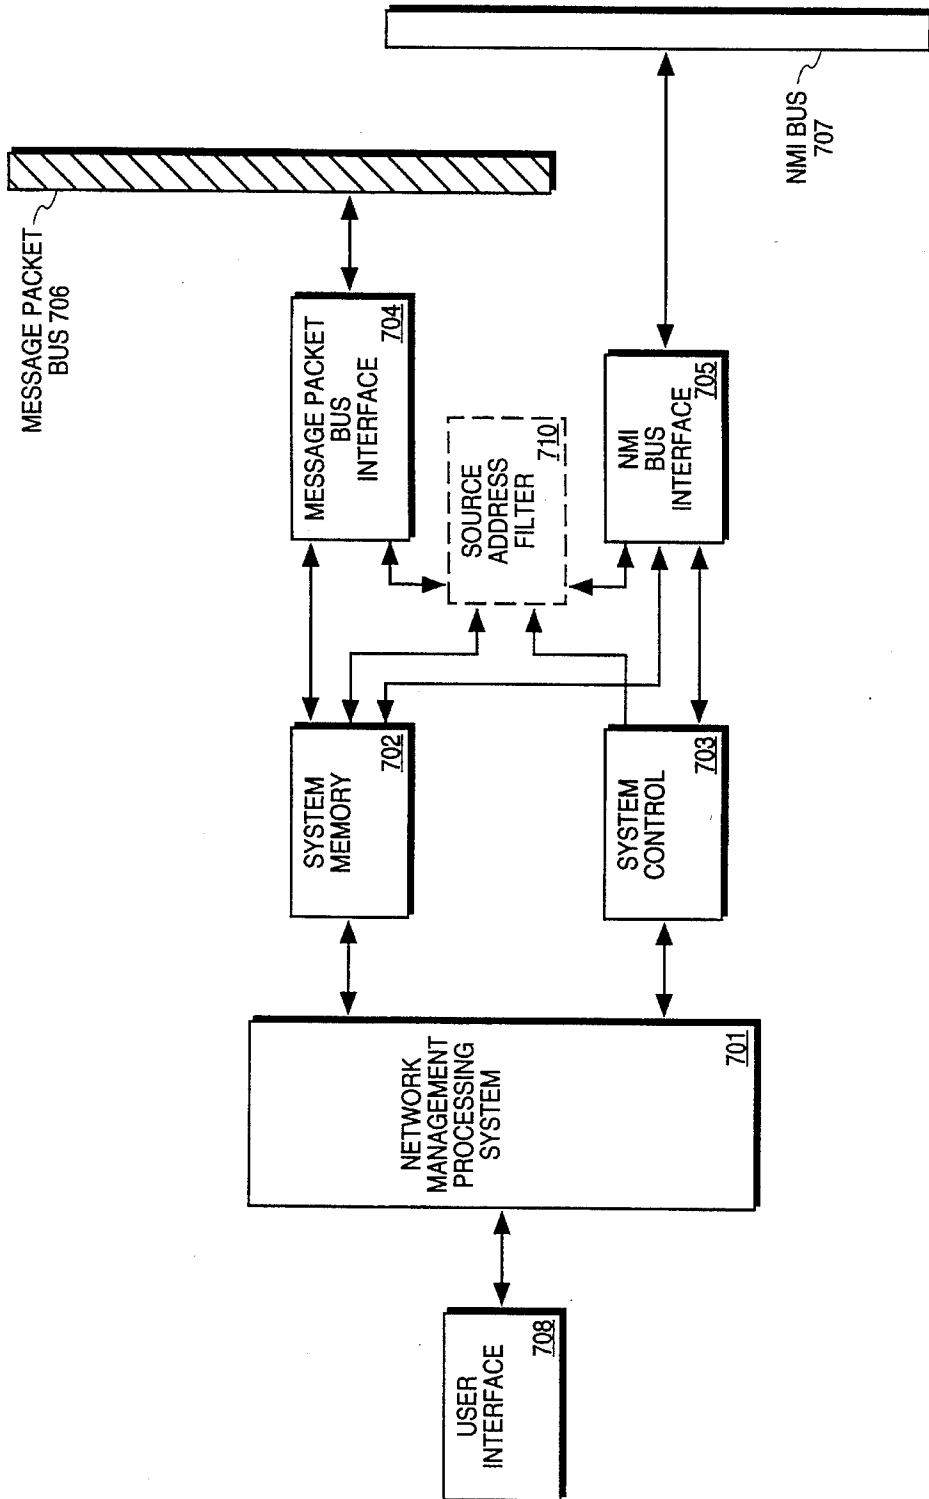 MESSAGE PACKET
BUS 706
NMI BUS
707
MESSAGE PACKET
BUS
INTERFACE
704
SOURCE
ADDRESS
FILTER
710
NMI
BUS
INTERFACE
705
SYSTEM
MEMORY
702
SYSTEM
CONTROL
703
NETWORK
MANAGEMENT
PROCESSING
SYSTEM
701
USER
INTERFACE
708